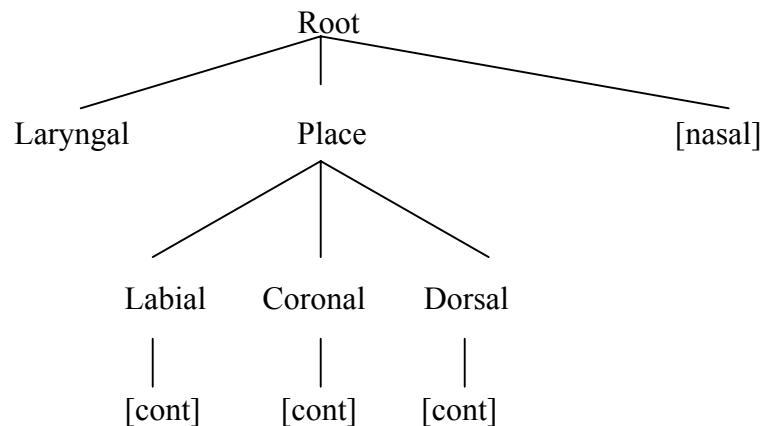 Root
Laryngal Place [nasal]
Labial Coronal Dorsal
[cont] [cont] [cont]